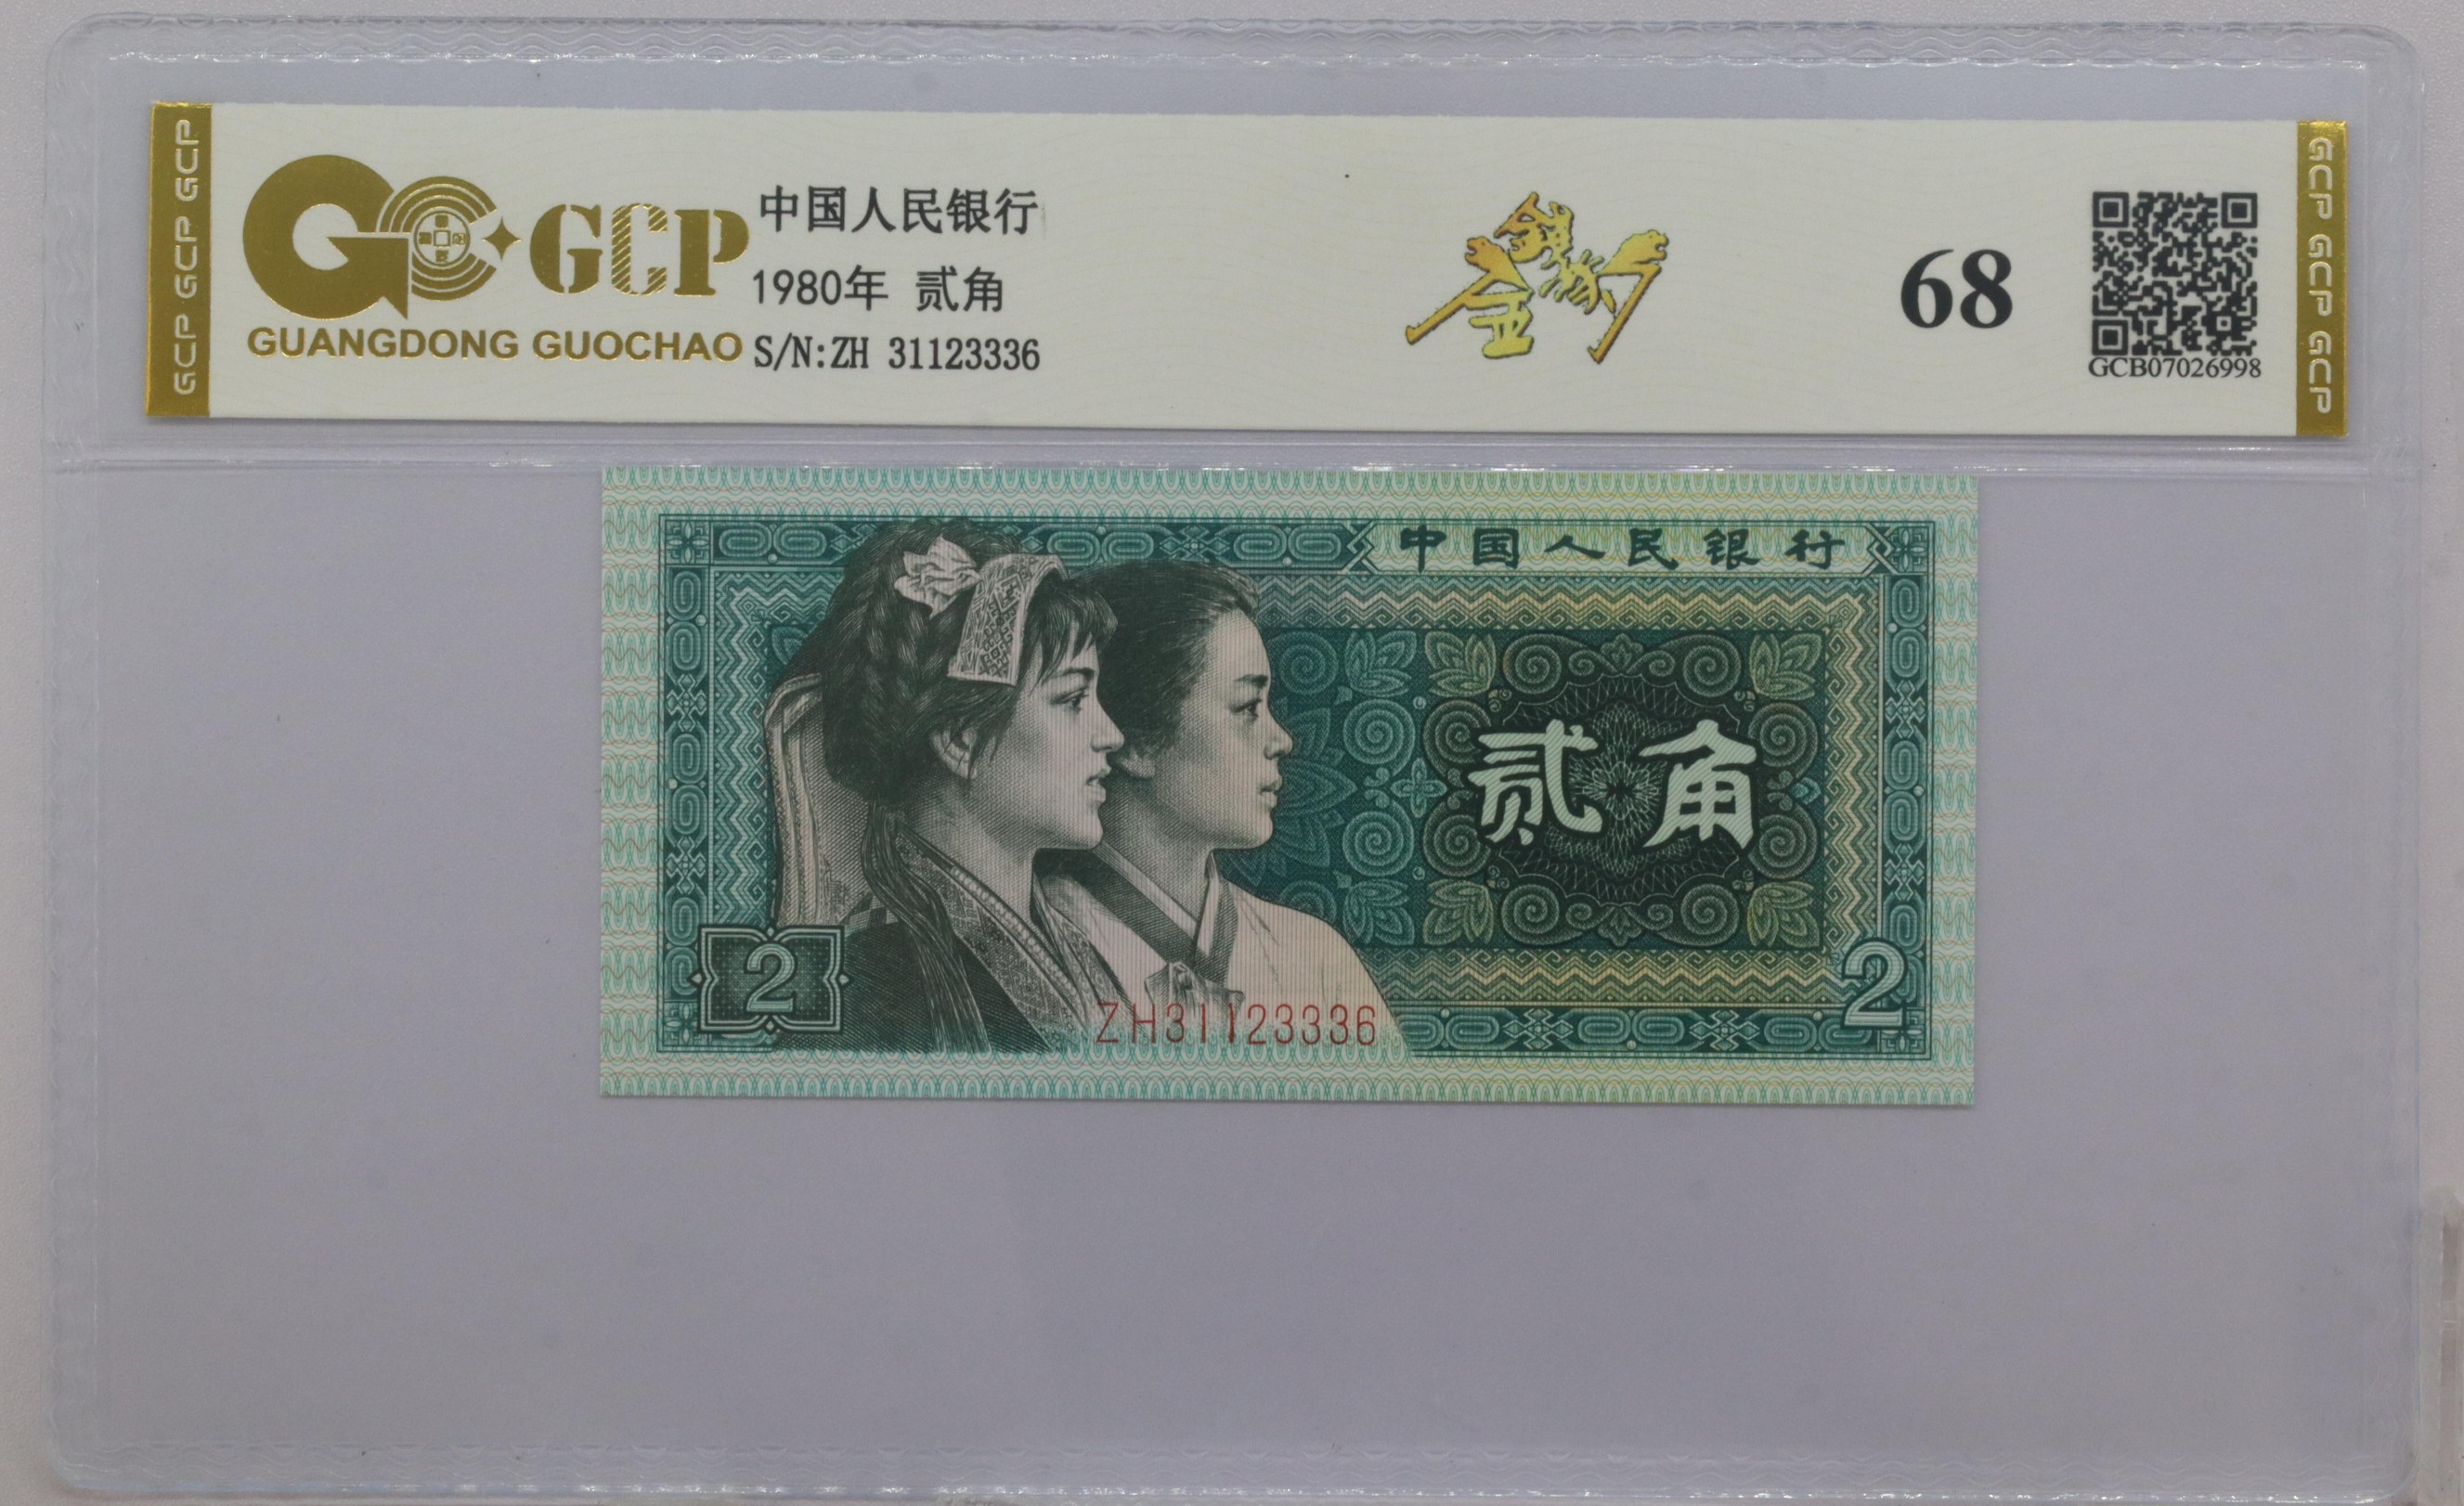 GCP GCP GCP
GCP
GUANGDONG GUOCHAO
中国人民银行
1980年 贰角
S/N:ZH 31123336
68
GCB07026998
GCP GCP GCP
中国人民银行
贰角
2
2
ZH31123336